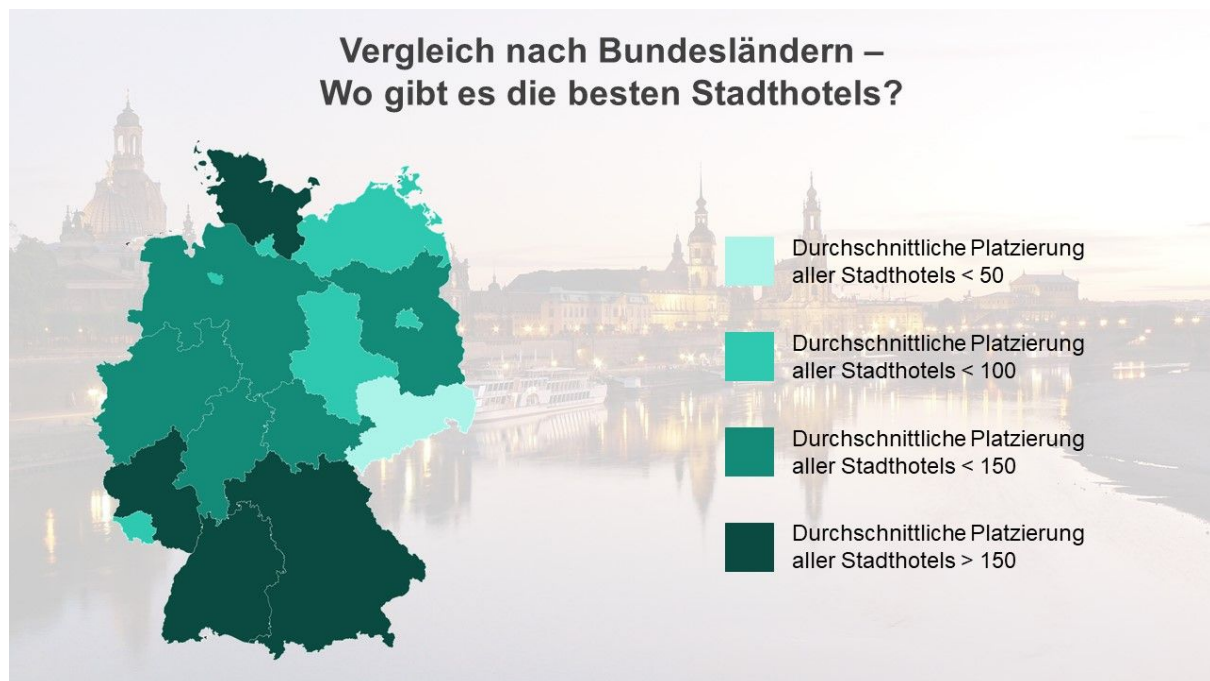 Vergleich nach Bundesländern –
Wo gibt es die besten Stadthotels?
Durchschnittliche Platzierung
aller Stadthotels < 50
Durchschnittliche Platzierung
aller Stadthotels < 100
Durchschnittliche Platzierung
aller Stadthotels < 150
Durchschnittliche Platzierung
aller Stadthotels > 150